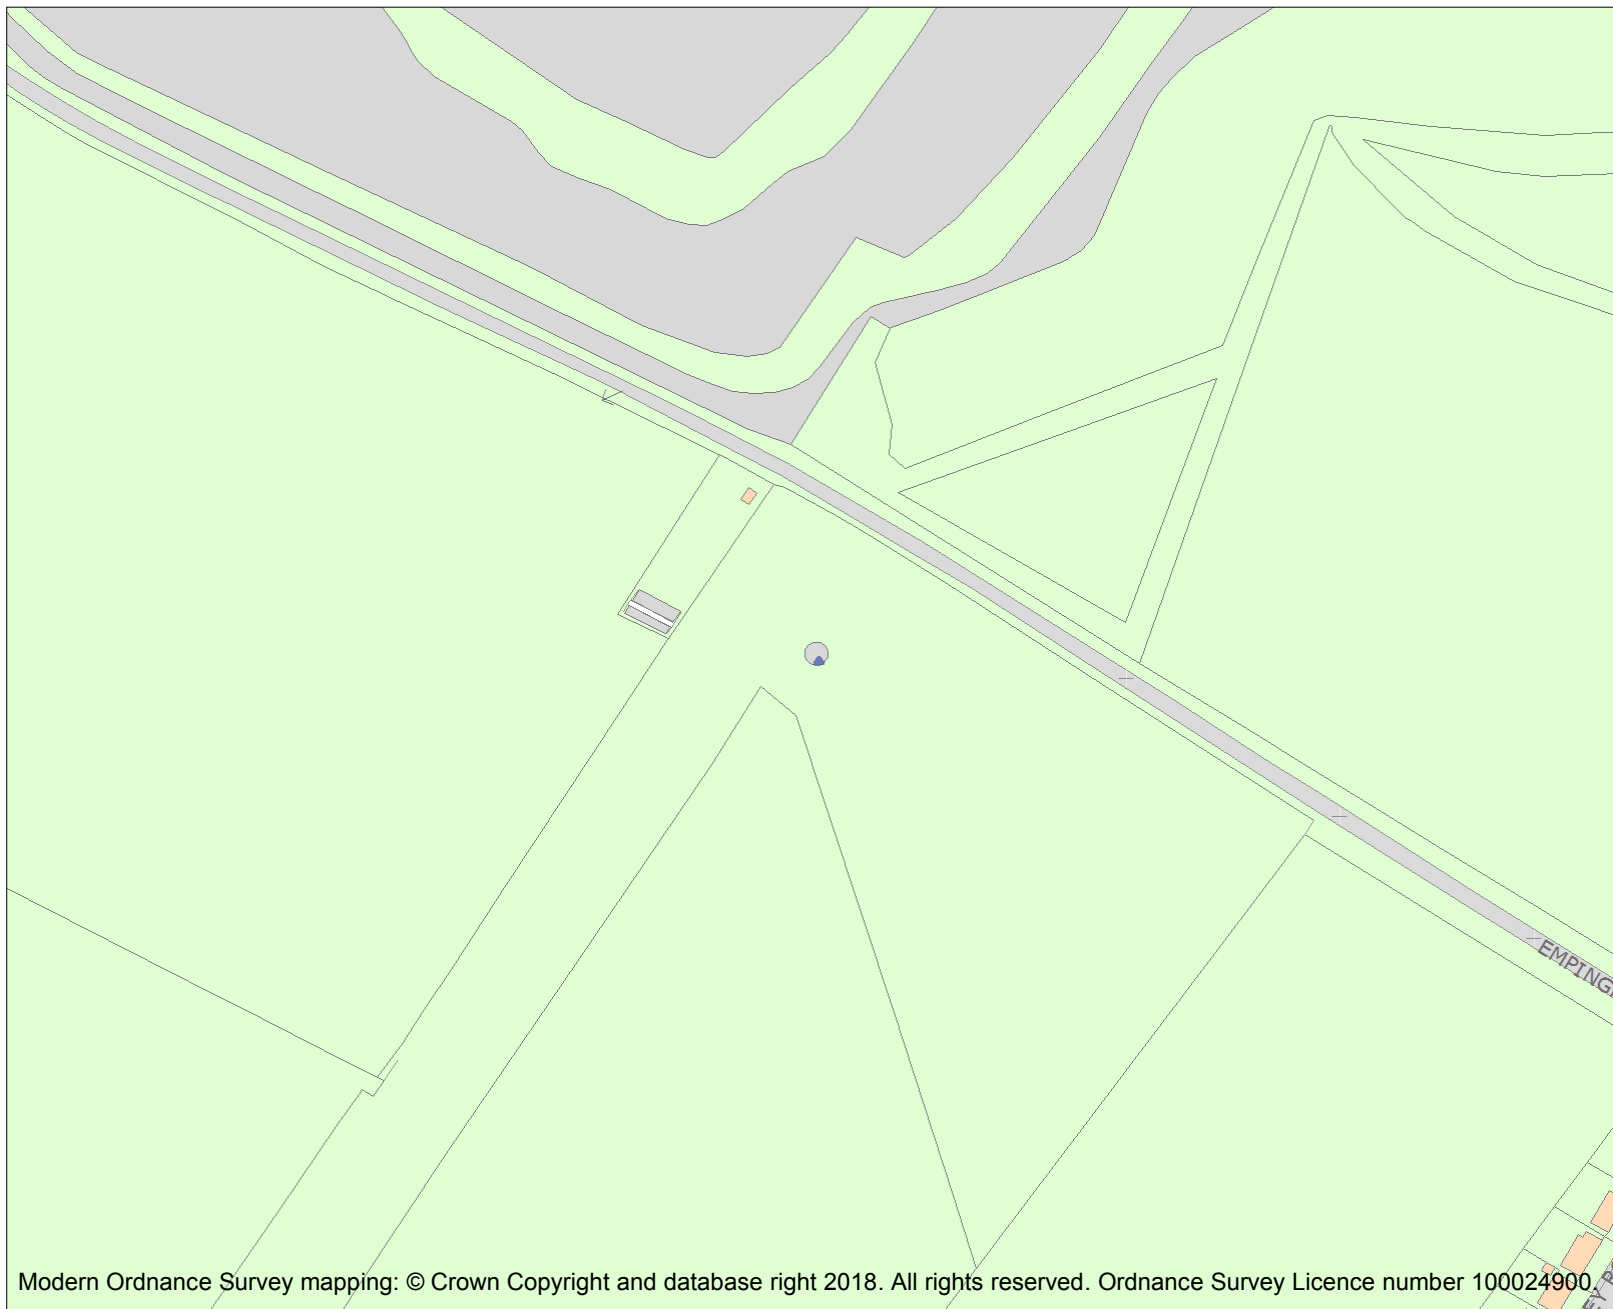 EMPING
Modern Ordnance Survey mapping: © Crown Copyright and database right 2018. All rights reserved. Ordnance Survey Licence number 100024900.